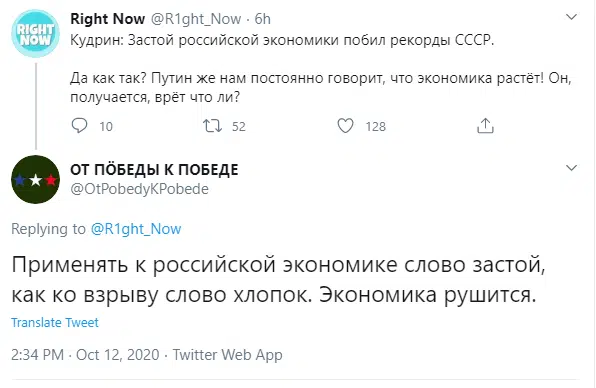 RIGHT NOW
Right Now @R1ght_Now · 6h
Кудрин: Застой российской экономики побил рекорды СССР.
Да как так? Путин же нам постоянно говорит, что экономика растёт! Он,
получается, врёт что ли?
10 52 128
ОТ ПӦБЕДЫ К ПОБЕДЕ
@OtPobedyKPobede
Replying to @R1ght_Now
Применять к российской экономике слово застой,
как ко взрыву слово хлопок. Экономика рушится.
Translate Tweet
2:34 PM · Oct 12, 2020 · Twitter Web App